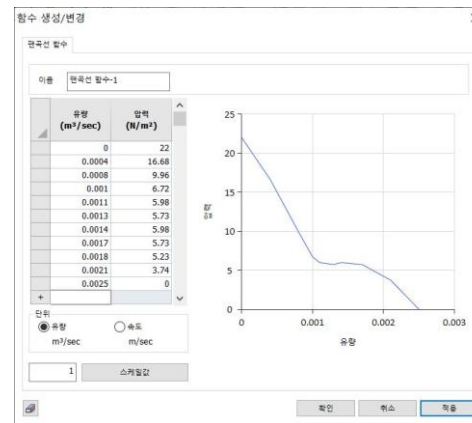 함수 생성/변경
팬곡선 함수
이름 팬곡선 함수-1
유량 (m³/sec) 압력 (N/m²)
0 22
0.0004 16.68
0.0008 9.96
0.001 6.72
0.0011 5.98
0.0013 5.73
0.0014 5.98
0.0017 5.73
0.0018 5.23
0.0021 3.74
0.0025 0
+
단위
유량 속도
m³/sec m/sec
1 스케일값
25
20
15
10
5
0
압력
0 0.001 0.002 0.003
유량
확인 취소 적용